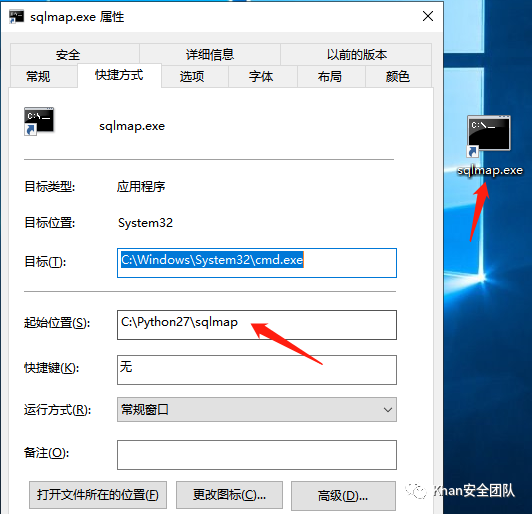 sqlmap.exe 属性
安全 详细信息 以前的版本
常规 快捷方式 选项 字体 布局 颜色
sqlmap.exe
目标类型: 应用程序
目标位置: System32
目标(T): C:\Windows\System32\cmd.exe
起始位置(S): C:\Python27\sqlmap
快捷键(K): 无
运行方式(R): 常规窗口
备注(O):
打开文件所在的位置(F) 更改图标(C)... 高级(D)...
C:\_
sqlmap.exe
Khan安全团队